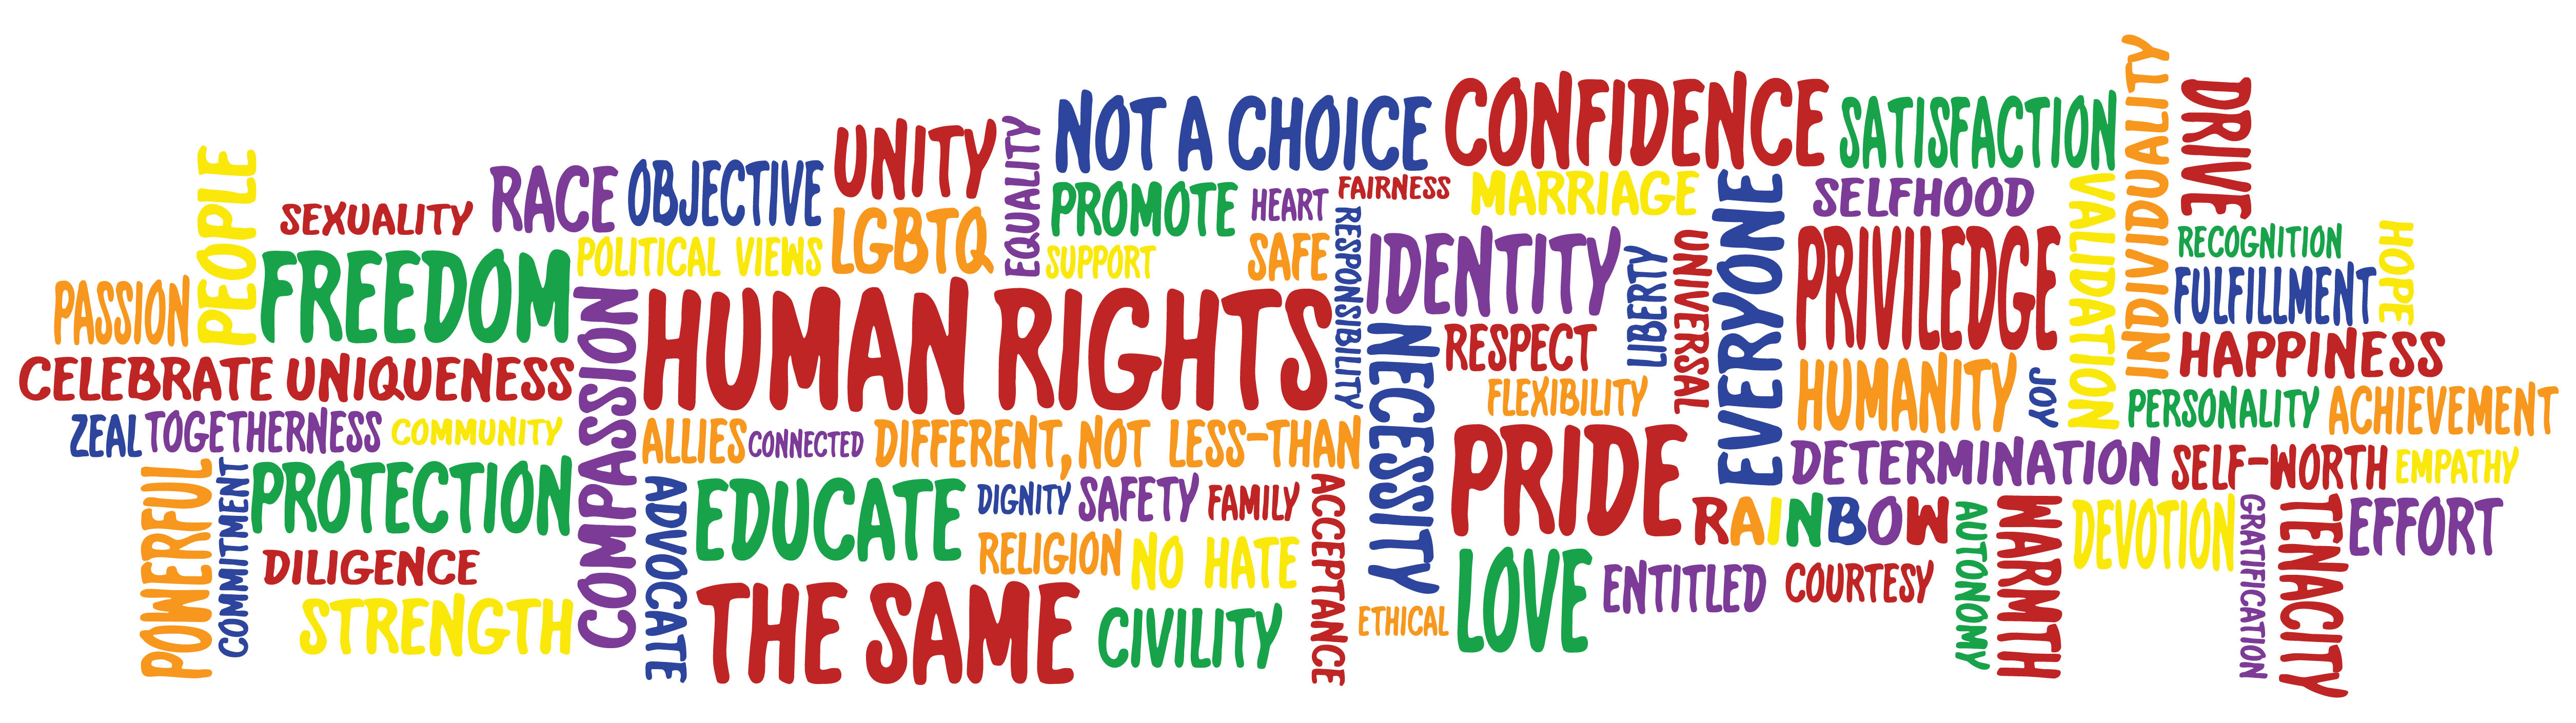 PASSION
PEOPLE
SEXUALITY
RACE
OBJECTIVE
UNITY
EQUALITY
NOT A CHOICE
CONFIDENCE
SATISFACTION
INDIVIDUALITY
DRIVE
FREEDOM
POLITICAL VIEWS
LGBTQ
PROMOTE
SUPPORT
HEART
FAIRNESS
SAFE
RESPONSIBILITY
MARRIAGE
IDENTITY
LIBERTY
UNIVERSAL
EVERYONE
SELFHOOD
PRIVILEDGE
VALIDATION
RECOGNITION
FULFILLMENT
HOPE
CELEBRATE UNIQUENESS
COMPASSION
HUMAN RIGHTS
NECESSITY
RESPECT
FLEXIBILITY
HUMANITY
JOY
HAPPINESS
PERSONALITY
ACHIEVEMENT
ZEAL
TOGETHERNESS
COMMUNITY
ALLIES
CONNECTED
DIFFERENT, NOT LESS-THAN
PRIDE
DETERMINATION
SELF-WORTH
EMPATHY
POWERFUL
COMMITMENT
PROTECTION
ADVOCATE
EDUCATE
DIGNITY
SAFETY
FAMILY
ACCEPTANCE
RAINBOW
AUTONOMY
WARMTH
DEVOTION
GRATIFICATION
TENACITY
EFFORT
DILIGENCE
RELIGION
NO HATE
LOVE
ENTITLED
COURTESY
STRENGTH
THE SAME
CIVILITY
ETHICAL